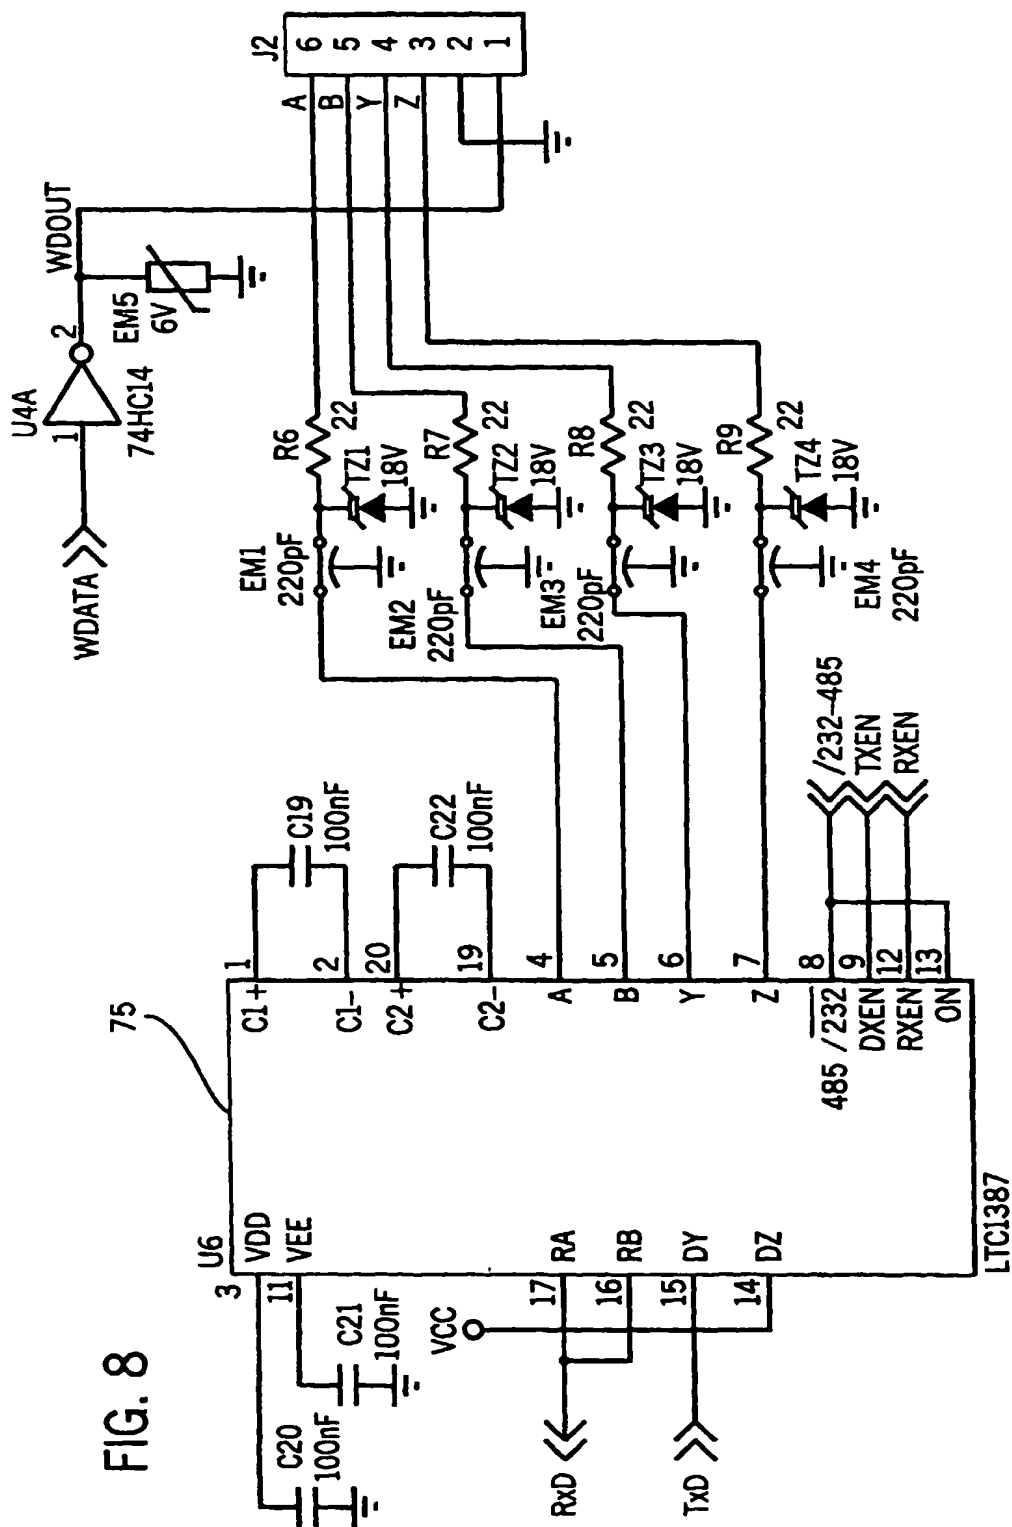 FIG. 8
75
U6
LTC1387
3
VDD
11
VEE
C20
100nF
C21
100nF
VCC
RxD
TxD
17
RA
16
RB
15
DY
14
DZ
C1+
1
C1-
2
C2+
20
C2-
19
A
4
B
5
Y
6
Z
7
485/232
8
DXEN
9
RXEN
12
ON
13
C19
100nF
C22
100nF
/232-485
TXEN
RXEN
EM1
220pF
EM2
220pF
EM3
220pF
EM4
220pF
R6
22
TZ1
18V
R7
22
TZ2
18V
R8
22
TZ3
18V
R9
22
TZ4
18V
WDATA
U4A
1
2
74HC14
EM5
6V
WDOUT
J2
A
6
B
5
Y
4
Z
3
2
1